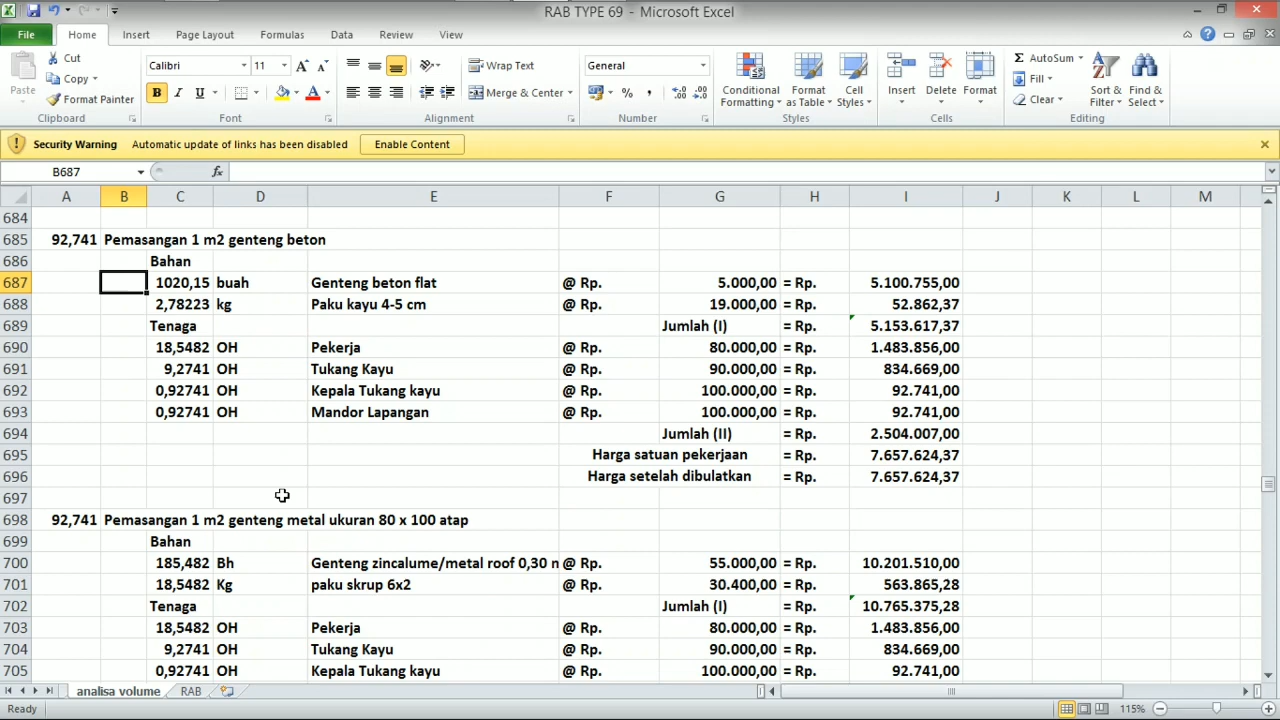 RAB TYPE 69 - Microsoft Excel
File Home Insert Page Layout Formulas Data Review View
Cut
Copy
Format Painter
Paste
Clipboard
Calibri 11
B I U A A
Font
Wrap Text
Merge & Center
Alignment
General
% ,
Number
Conditional Formatting
Format as Table
Cell Styles
Styles
Insert Delete Format
Cells
AutoSum
Fill
Clear
Sort & Filter
Find & Select
Editing
Security Warning Automatic update of links has been disabled Enable Content
B687 fx
A B C D E F G H I J K L M
684
685 92,741 Pemasangan 1 m2 genteng beton
686 Bahan
687 1020,15 buah Genteng beton flat @ Rp. 5.000,00 = Rp. 5.100.755,00
688 2,78223 kg Paku kayu 4-5 cm @ Rp. 19.000,00 = Rp. 52.862,37
689 Tenaga Jumlah (I) = Rp. 5.153.617,37
690 18,5482 OH Pekerja @ Rp. 80.000,00 = Rp. 1.483.856,00
691 9,2741 OH Tukang Kayu @ Rp. 90.000,00 = Rp. 834.669,00
692 0,92741 OH Kepala Tukang kayu @ Rp. 100.000,00 = Rp. 92.741,00
693 0,92741 OH Mandor Lapangan @ Rp. 100.000,00 = Rp. 92.741,00
694 Jumlah (II) = Rp. 2.504.007,00
695 Harga satuan pekerjaan = Rp. 7.657.624,37
696 Harga setelah dibulatkan = Rp. 7.657.624,37
697
698 92,741 Pemasangan 1 m2 genteng metal ukuran 80 x 100 atap
699 Bahan
700 185,482 Bh Genteng zincalume/metal roof 0,30 n @ Rp. 55.000,00 = Rp. 10.201.510,00
701 18,5482 Kg paku skrup 6x2 @ Rp. 30.400,00 = Rp. 563.865,28
702 Tenaga Jumlah (I) = Rp. 10.765.375,28
703 18,5482 OH Pekerja @ Rp. 80.000,00 = Rp. 1.483.856,00
704 9,2741 OH Tukang Kayu @ Rp. 90.000,00 = Rp. 834.669,00
705 0,92741 OH Kepala Tukang kayu @ Rp. 100.000,00 = Rp. 92.741,00
analisa volume RAB
Ready 115%